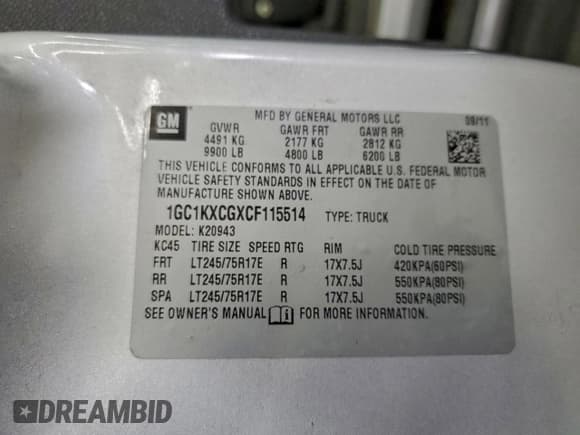 GM
MFD BY GENERAL MOTORS LLC 09/11
GVWR GAWR FRT GAWR RR
4491 KG 2177 KG 2812 KG
9900 LB 4800 LB 6200 LB
THIS VEHICLE CONFORMS TO ALL APPLICABLE U.S. FEDERAL MOTOR
VEHICLE SAFETY STANDARDS IN EFFECT ON THE DATE OF
MANUFACTURE SHOWN ABOVE.
1GC1KXCGXCF115514 TYPE: TRUCK
MODEL: K20943
KC45 TIRE SIZE SPEED RTG RIM COLD TIRE PRESSURE
FRT LT245/75R17E R 17X7.5J 420KPA(60PSI)
RR LT245/75R17E R 17X7.5J 550KPA(80PSI)
SPA LT245/75R17E R 17X7.5J 550KPA(80PSI)
SEE OWNER'S MANUAL i FOR MORE INFORMATION.
DREAMBID